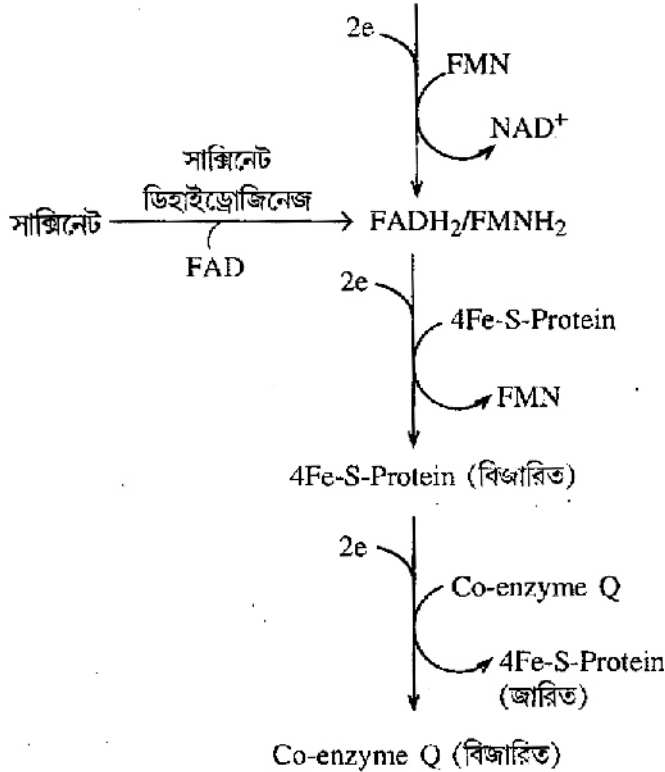 2e
FMN
NAD⁺
সাক্সিনেট
ডিহাইড্রোজিনেজ
সাক্সিনেট
FADH₂/FMNH₂
FAD
2e
4Fe-S-Protein
FMN
4Fe-S-Protein (বিজারিত)
2e
Co-enzyme Q
4Fe-S-Protein
(জারিত)
Co-enzyme Q (বিজারিত)